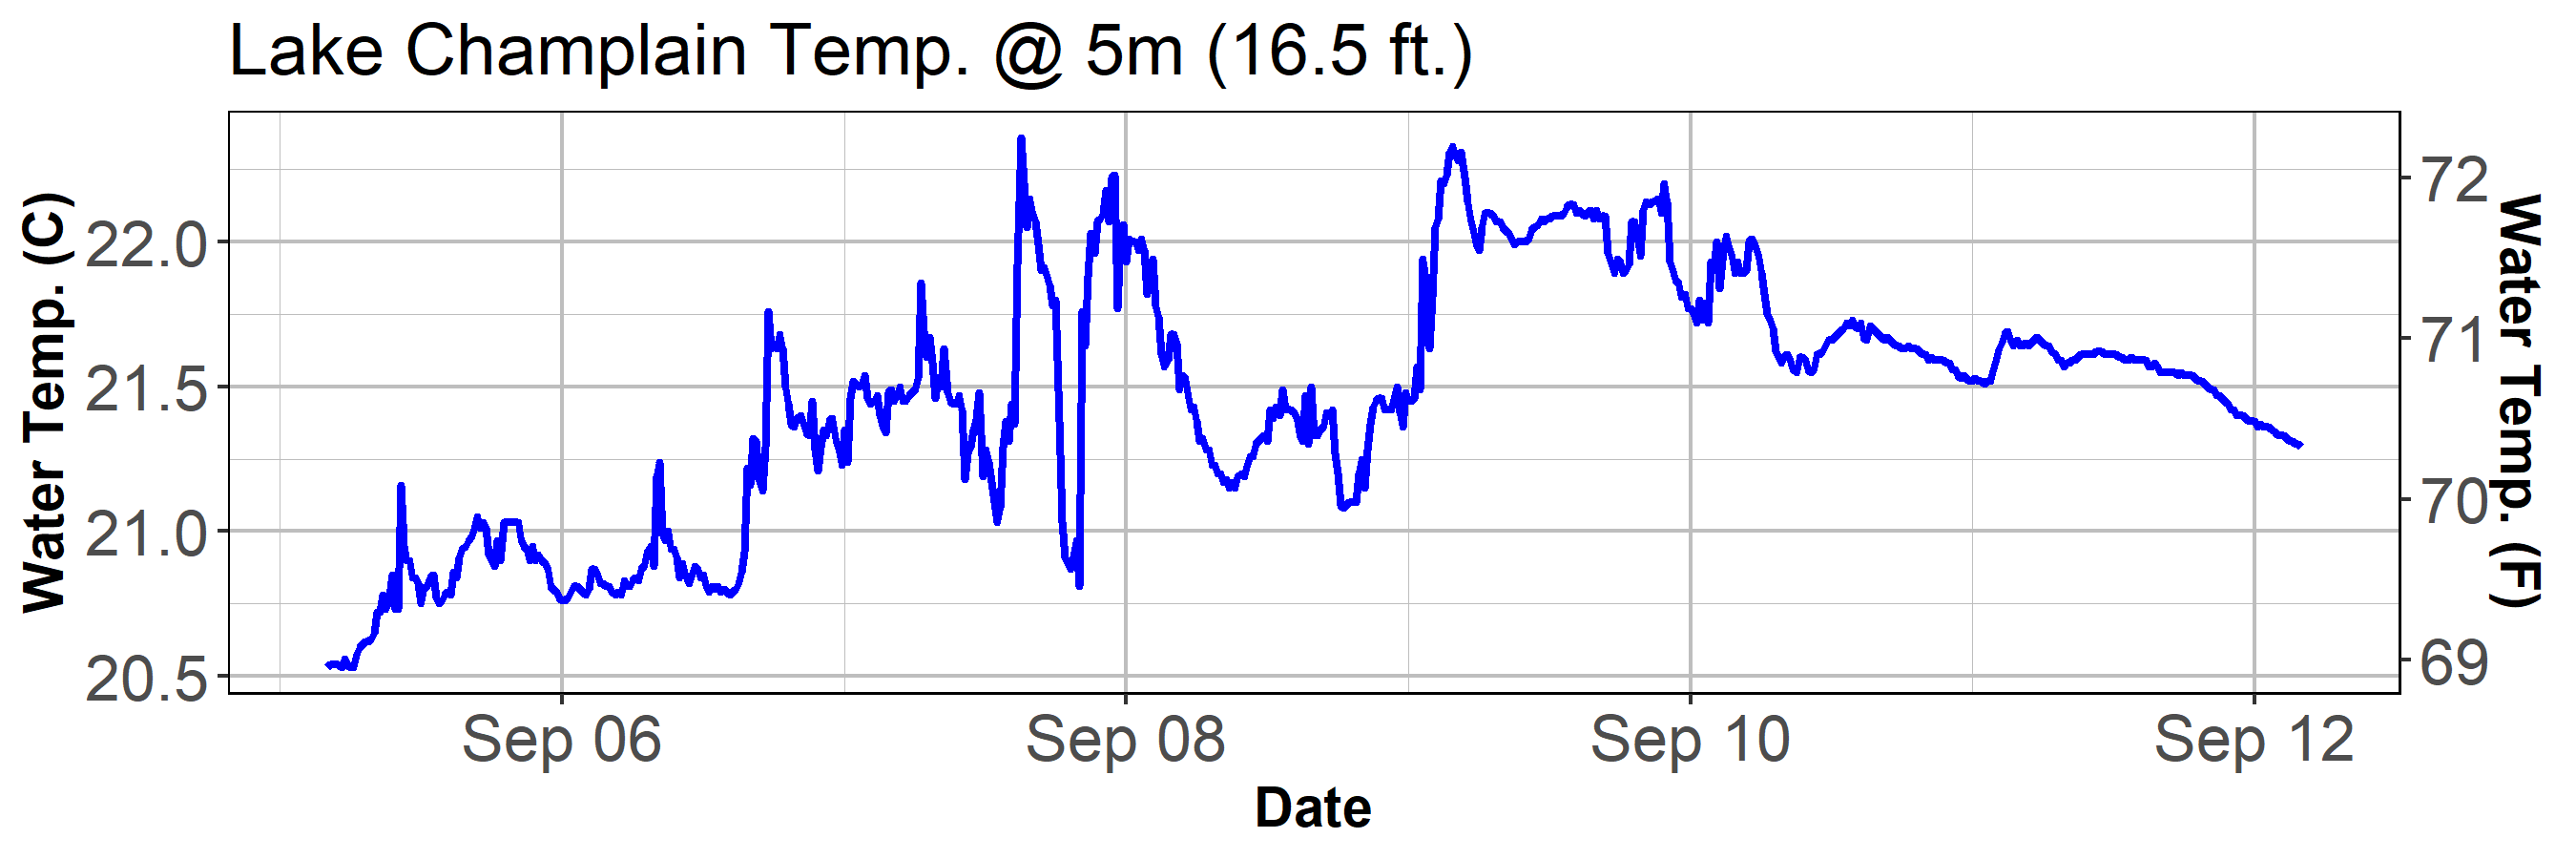 Lake Champlain Temp. @ 5m (16.5 ft.)
Water Temp. (C)
22.0
21.5
21.0
20.5
72
71
70
69
Water Temp. (F)
Sep 06
Sep 08
Sep 10
Sep 12
Date